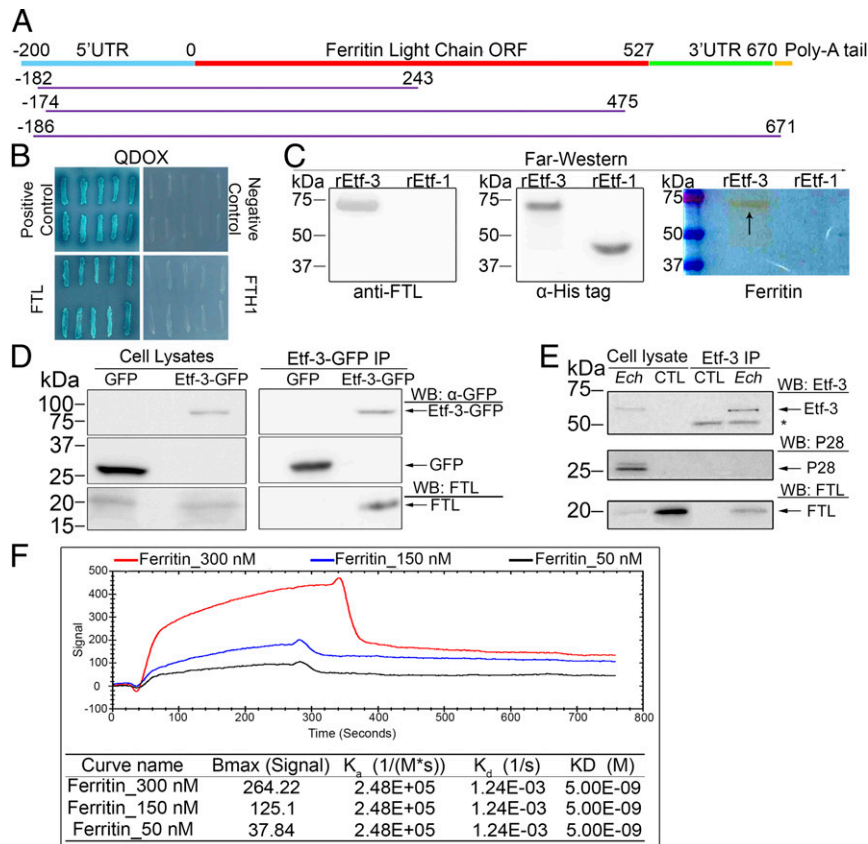 A
-200 5'UTR 0 Ferritin Light Chain ORF 527 3'UTR 670 Poly-A tail
-182 243
-174 475
-186 671
B
QDOX
Positive Control
Negative Control
FTL
FTH1
C
Far-Western
kDa rEtf-3 rEtf-1
75
50
37
anti-FTL
rEtf-3 rEtf-1
75
50
37
α-His tag
kDa rEtf-3 rEtf-1
75
50
37
Ferritin
D
Cell Lysates Etf-3-GFP IP
kDa GFP Etf-3-GFP GFP Etf-3-GFP
WB: α-GFP
100
75
Etf-3-GFP
37
25
GFP
WB: FTL
20
15
FTL
E
Cell lysate Etf-3 IP
kDa Ech CTL CTL Ech
WB: Etf-3
75
Etf-3
50
*
WB: P28
25
P28
WB: FTL
20
FTL
F
Ferritin_300 nM Ferritin_150 nM Ferritin_50 nM
500
400
300
200
100
0
-100
Signal
0 100 200 300 400 500 600 700 800
Time (Seconds)
Curve name Bmax (Signal) Ka (1/(M*s)) Kd (1/s) KD (M)
Ferritin_300 nM 264.22 2.48E+05 1.24E-03 5.00E-09
Ferritin_150 nM 125.1 2.48E+05 1.24E-03 5.00E-09
Ferritin_50 nM 37.84 2.48E+05 1.24E-03 5.00E-09